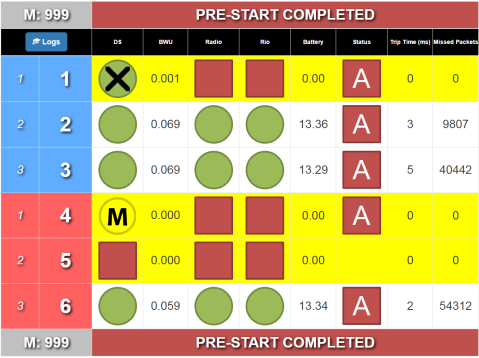 M: 999 PRE-START COMPLETED
Logs DS BWU Radio Rio Battery Status Trip Time (ms) Missed Packets
1 1 X 0.001 0.00 A 0 0
2 2 0.069 13.36 A 3 9807
3 3 0.069 13.29 A 5 40442
1 4 M 0.000 0.00 A 0 0
2 5 0.000 0.00 0 0
3 6 0.059 13.34 A 2 54312
M: 999 PRE-START COMPLETED